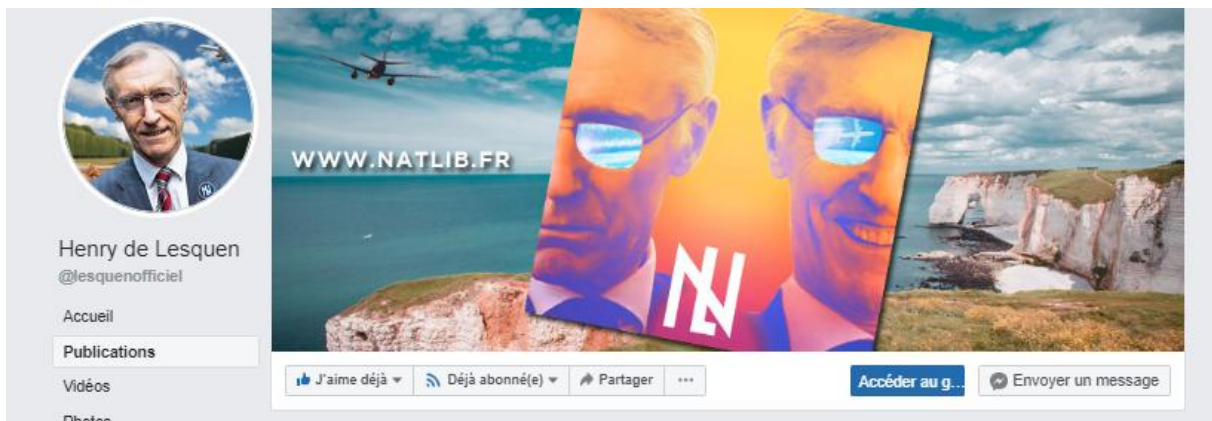 WWW.NATLIB.FR
NL
Henry de Lesquen
@lesquenofficiel
Accueil
Publications
Vidéos
Photos
J'aime déjà
Déjà abonné(e)
Partager
...
Accéder au g...
Envoyer un message